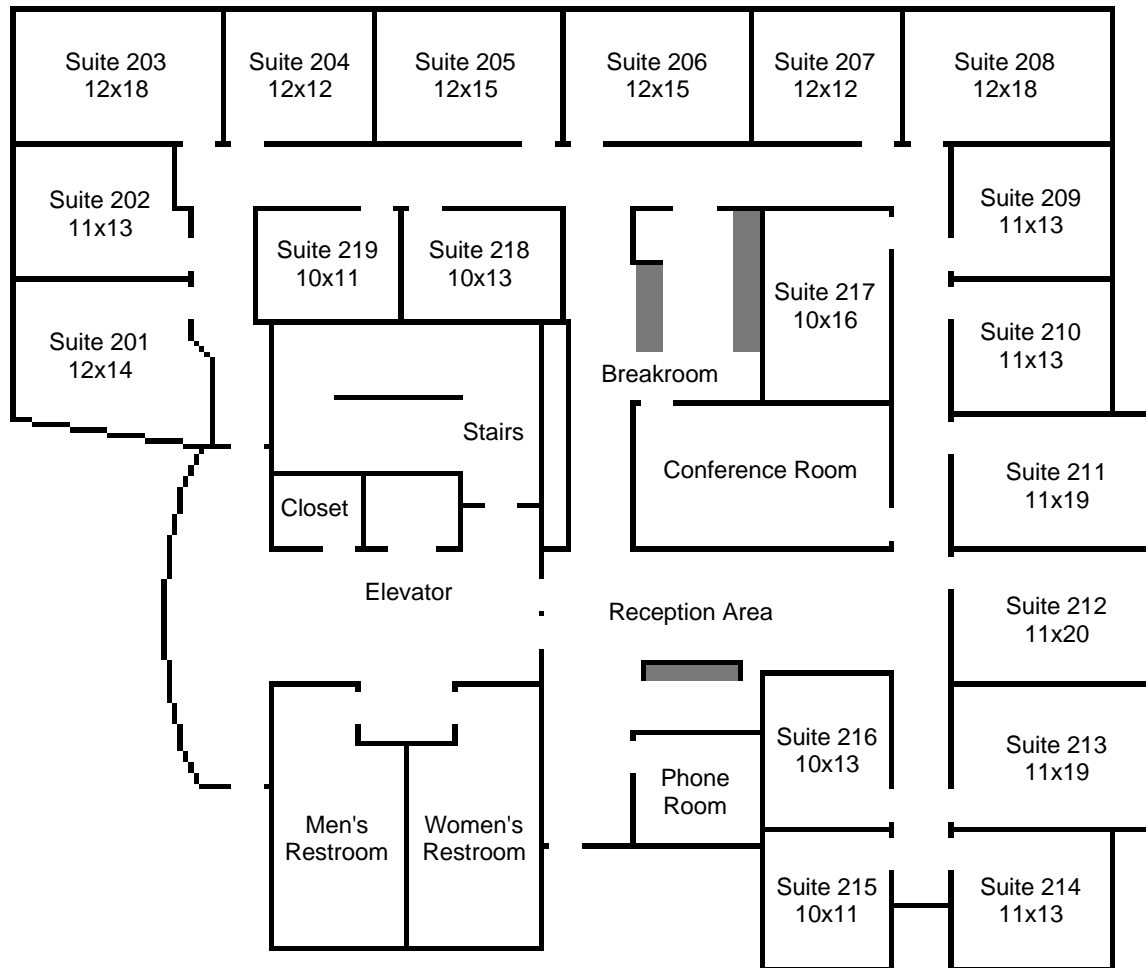 Suite 203
12x18
Suite 204
12x12
Suite 205
12x15
Suite 206
12x15
Suite 207
12x12
Suite 208
12x18
Suite 202
11x13
Suite 219
10x11
Suite 218
10x13
Suite 217
10x16
Suite 209
11x13
Suite 201
12x14
Suite 210
11x13
Breakroom
Stairs
Conference Room
Suite 211
11x19
Closet
Elevator
Reception Area
Suite 212
11x20
Suite 216
10x13
Suite 213
11x19
Phone
Room
Men's
Restroom
Women's
Restroom
Suite 215
10x11
Suite 214
11x13